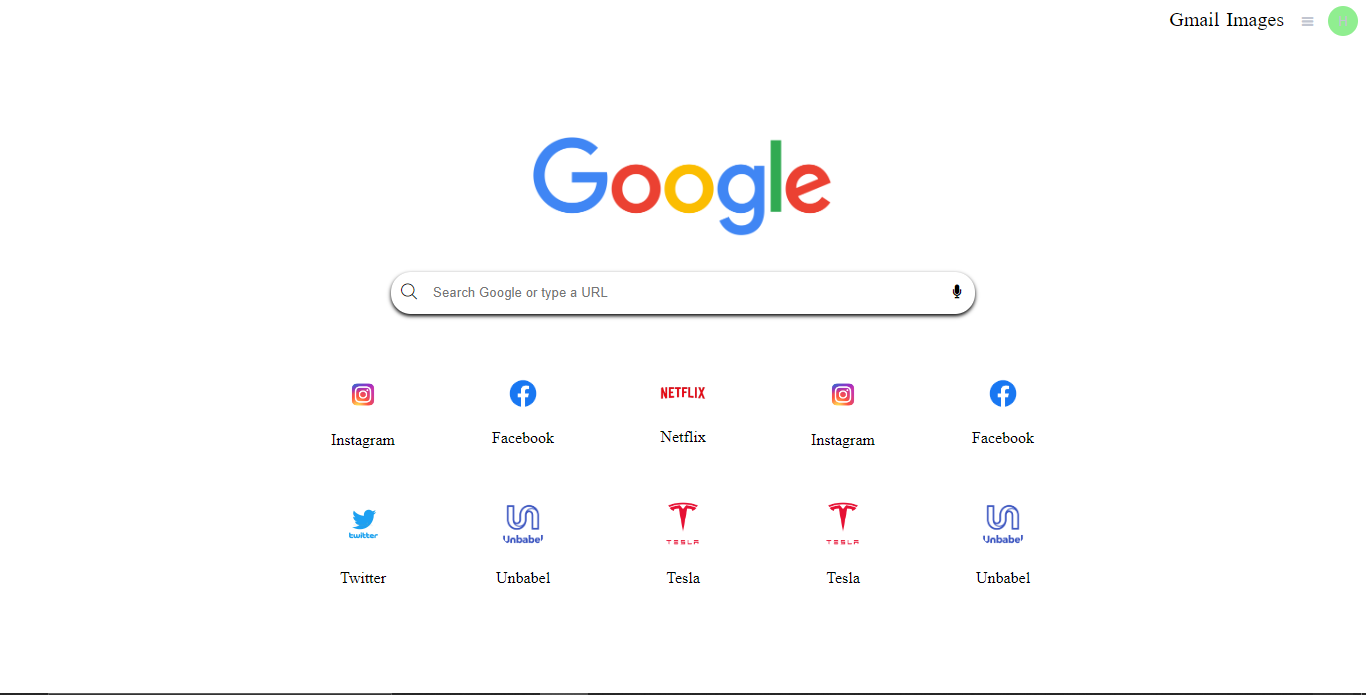 Gmail Images
Google
Search Google or type a URL
NETFLIX
Instagram Facebook Netflix Instagram Facebook
twitter Unbabel TESLA TESLA Unbabel
Twitter Unbabel Tesla Tesla Unbabel